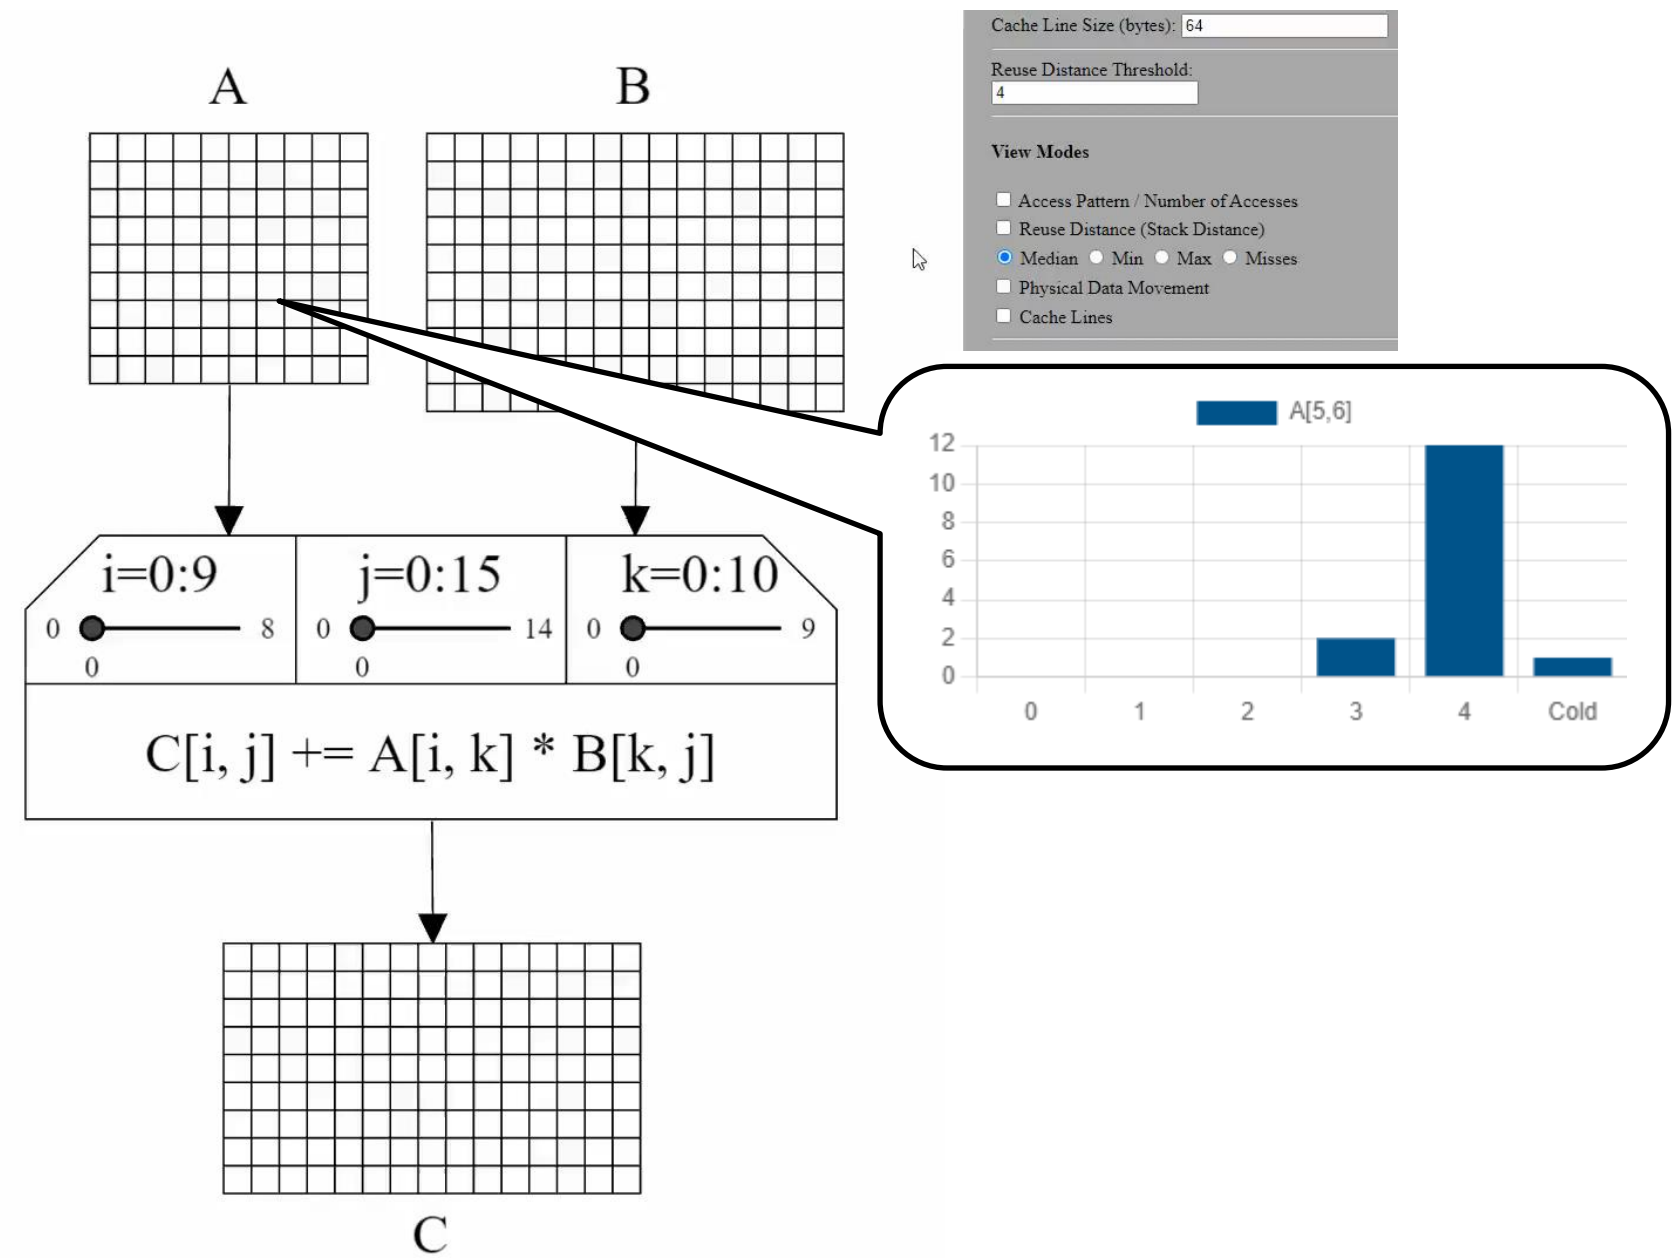 A
B
Cache Line Size (bytes): 64
Reuse Distance Threshold:
4
View Modes
Access Pattern / Number of Accesses
Reuse Distance (Stack Distance)
Median Min Max Misses
Physical Data Movement
Cache Lines
A[5,6]
12
10
8
6
4
2
0
0 1 2 3 4 Cold
i=0:9 j=0:15 k=0:10
0 8 0 14 0 9
0 0 0
C[i, j] += A[i, k] * B[k, j]
C